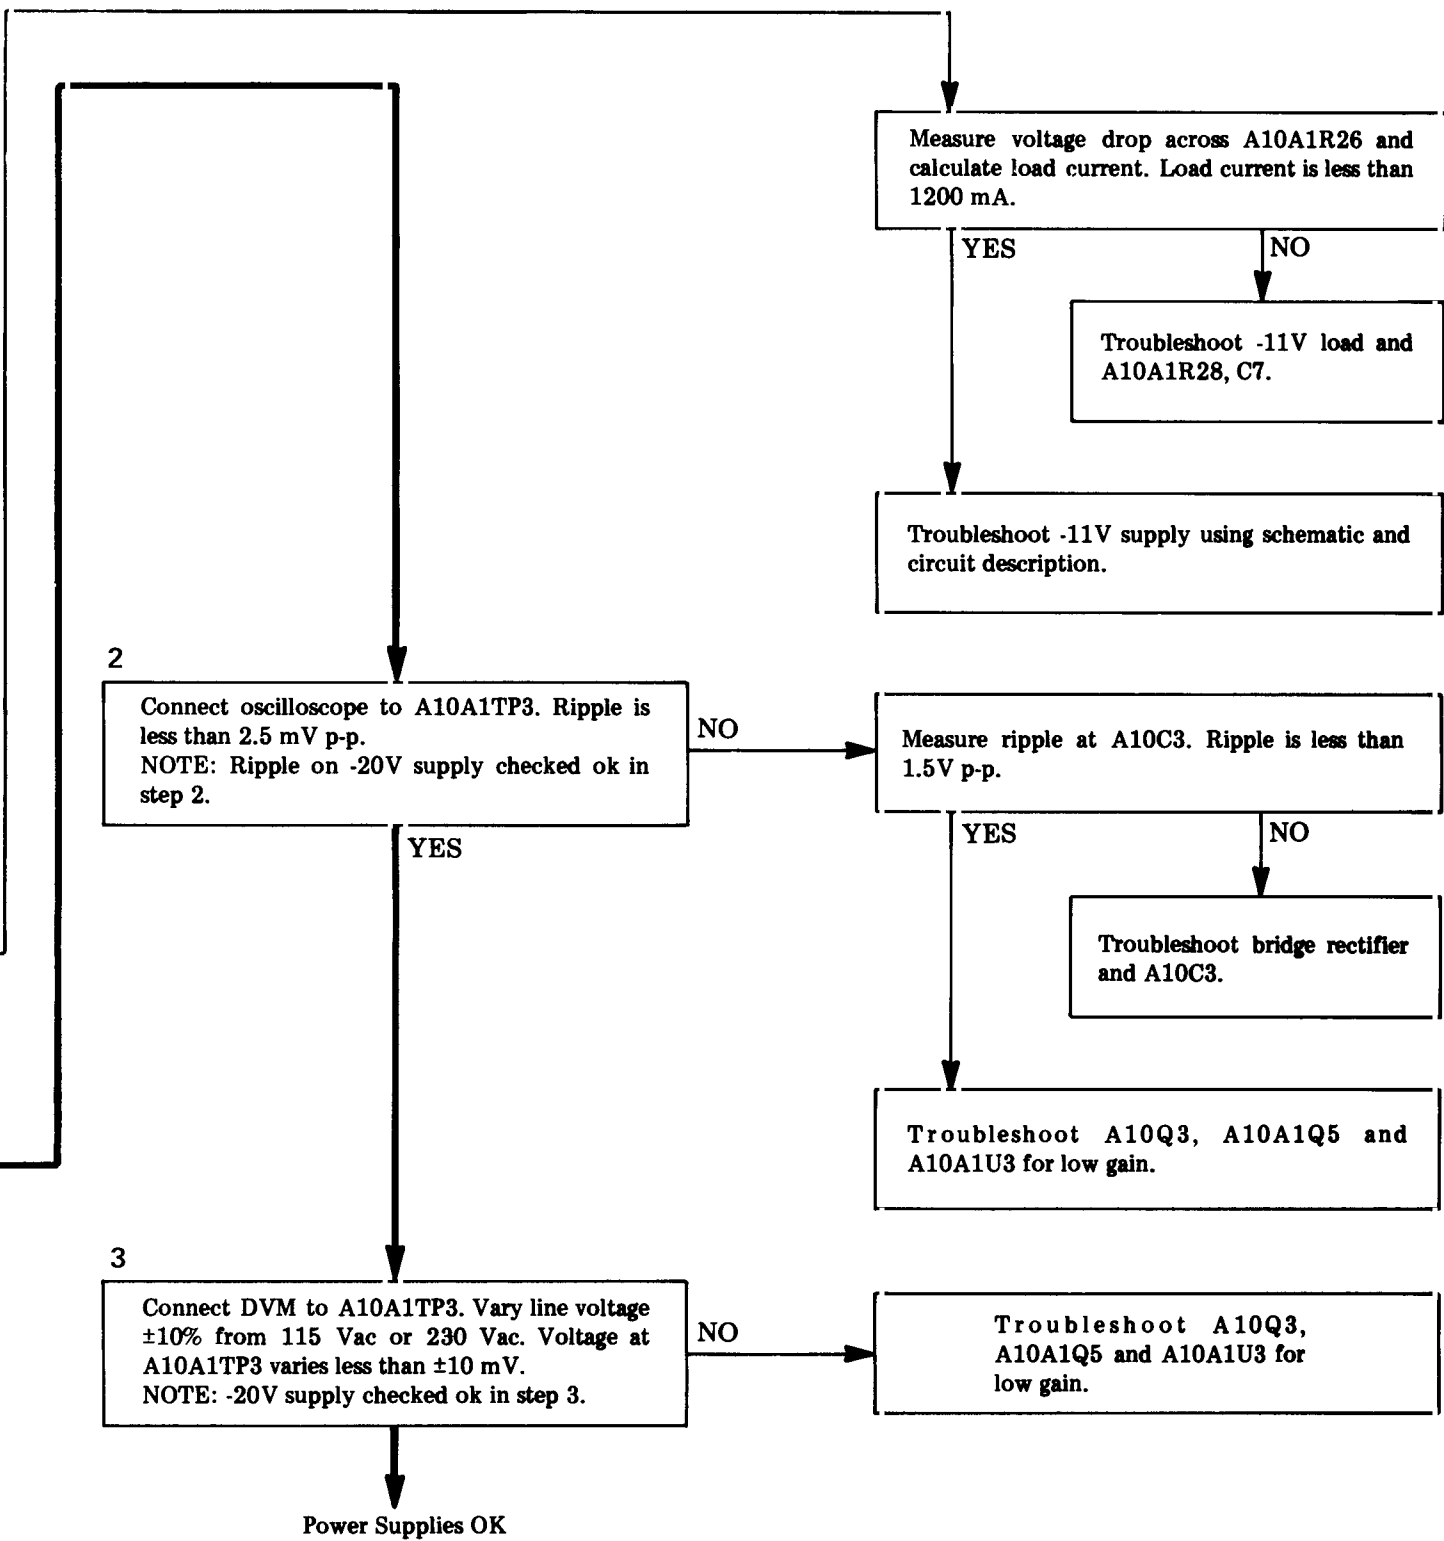 Measure voltage drop across A10A1R26 and
calculate load current. Load current is less than
1200 mA.
YES
NO
Troubleshoot -11V load and
A10A1R28, C7.
Troubleshoot -11V supply using schematic and
circuit description.
2
Connect oscilloscope to A10A1TP3. Ripple is
less than 2.5 mV p-p.
NOTE: Ripple on -20V supply checked ok in
step 2.
NO
YES
Measure ripple at A10C3. Ripple is less than
1.5V p-p.
YES
NO
Troubleshoot bridge rectifier
and A10C3.
Troubleshoot A10Q3, A10A1Q5 and
A10A1U3 for low gain.
3
Connect DVM to A10A1TP3. Vary line voltage
±10% from 115 Vac or 230 Vac. Voltage at
A10A1TP3 varies less than ±10 mV.
NOTE: -20V supply checked ok in step 3.
NO
Troubleshoot A10Q3,
A10A1Q5 and A10A1U3 for
low gain.
Power Supplies OK